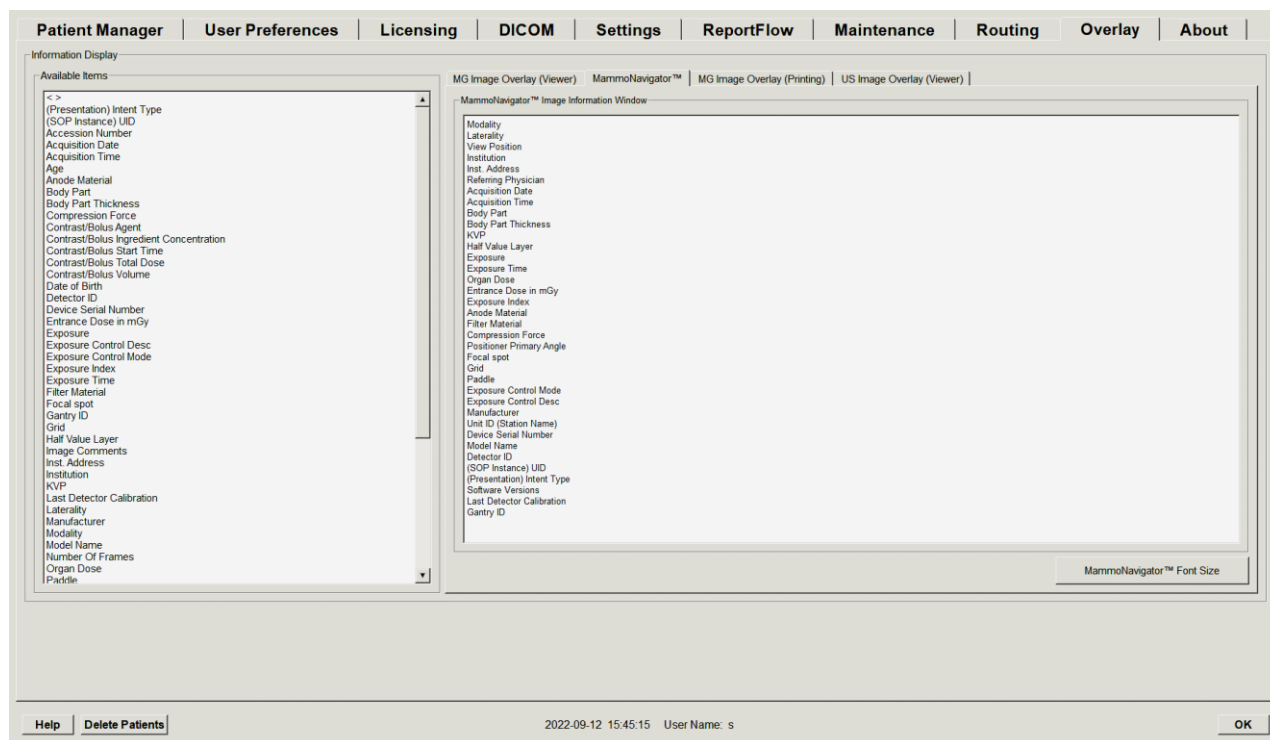 Patient Manager User Preferences Licensing DICOM Settings ReportFlow Maintenance Routing Overlay About
Information Display
Available Items
< >
(Presentation) Intent Type
(SOP Instance) UID
Accession Number
Acquisition Date
Acquisition Time
Age
Anode Material
Body Part
Body Part Thickness
Compression Force
Contrast/Bolus Agent
Contrast/Bolus Ingredient Concentration
Contrast/Bolus Start Time
Contrast/Bolus Total Dose
Contrast/Bolus Volume
Date of Birth
Detector ID
Device Serial Number
Entrance Dose in mGy
Exposure
Exposure Control Desc
Exposure Control Mode
Exposure Index
Exposure Time
Filter Material
Focal spot
Gantry ID
Grid
Half Value Layer
Image Comments
Inst. Address
Institution
KVP
Last Detector Calibration
Laterality
Manufacturer
Modality
Model Name
Number Of Frames
Organ Dose
Paddle
MG Image Overlay (Viewer) MammoNavigator™ MG Image Overlay (Printing) US Image Overlay (Viewer)
MammoNavigator™ Image Information Window
Modality
Laterality
View Position
Institution
Inst. Address
Referring Physician
Acquisition Date
Acquisition Time
Body Part
Body Part Thickness
KVP
Half Value Layer
Exposure
Exposure Time
Organ Dose
Entrance Dose in mGy
Exposure Index
Anode Material
Filter Material
Compression Force
Positioner Primary Angle
Focal spot
Grid
Paddle
Exposure Control Mode
Exposure Control Desc
Manufacturer
Unit ID (Station Name)
Device Serial Number
Model Name
Detector ID
(SOP Instance) UID
(Presentation) Intent Type
Software Versions
Last Detector Calibration
Gantry ID
MammoNavigator™ Font Size
Help Delete Patients 2022-09-12 15:45:15 User Name: s OK